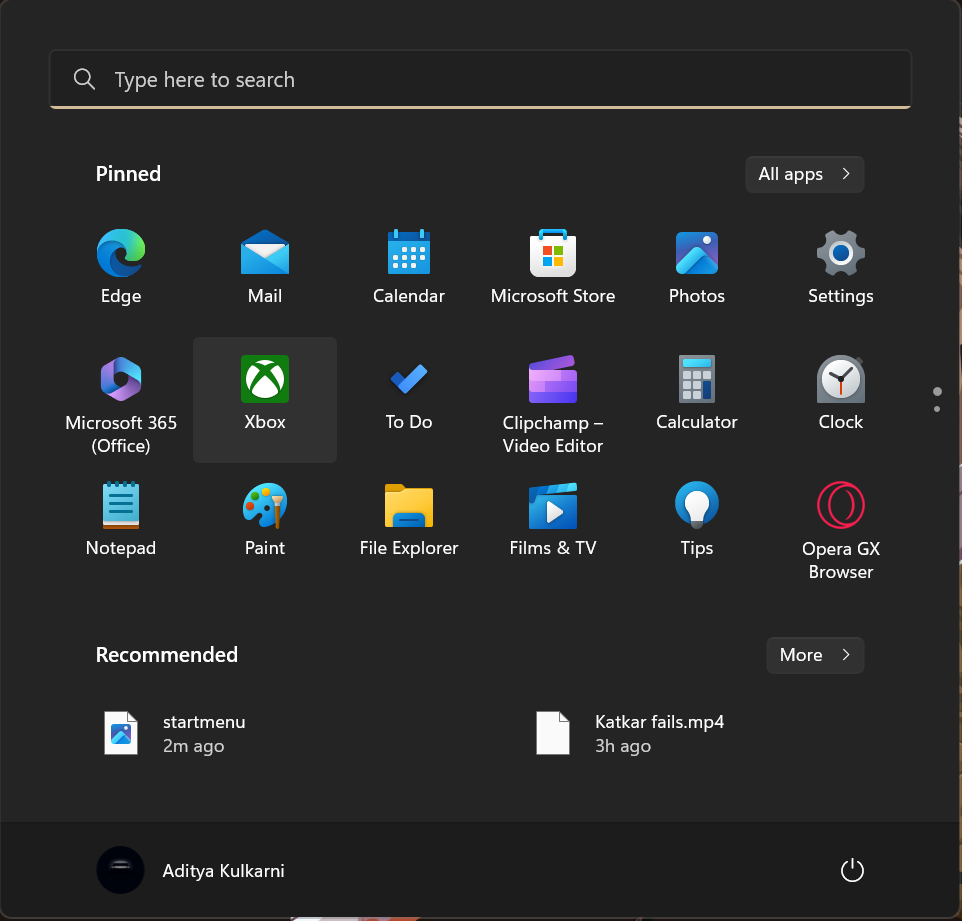 Type here to search
Pinned
All apps
Edge
Mail
Calendar
Microsoft Store
Photos
Settings
Microsoft 365
(Office)
Xbox
To Do
Clipchamp –
Video Editor
Calculator
Clock
Notepad
Paint
File Explorer
Films & TV
Tips
Opera GX
Browser
Recommended
More
startmenu
2m ago
Katkar fails.mp4
3h ago
Aditya Kulkarni